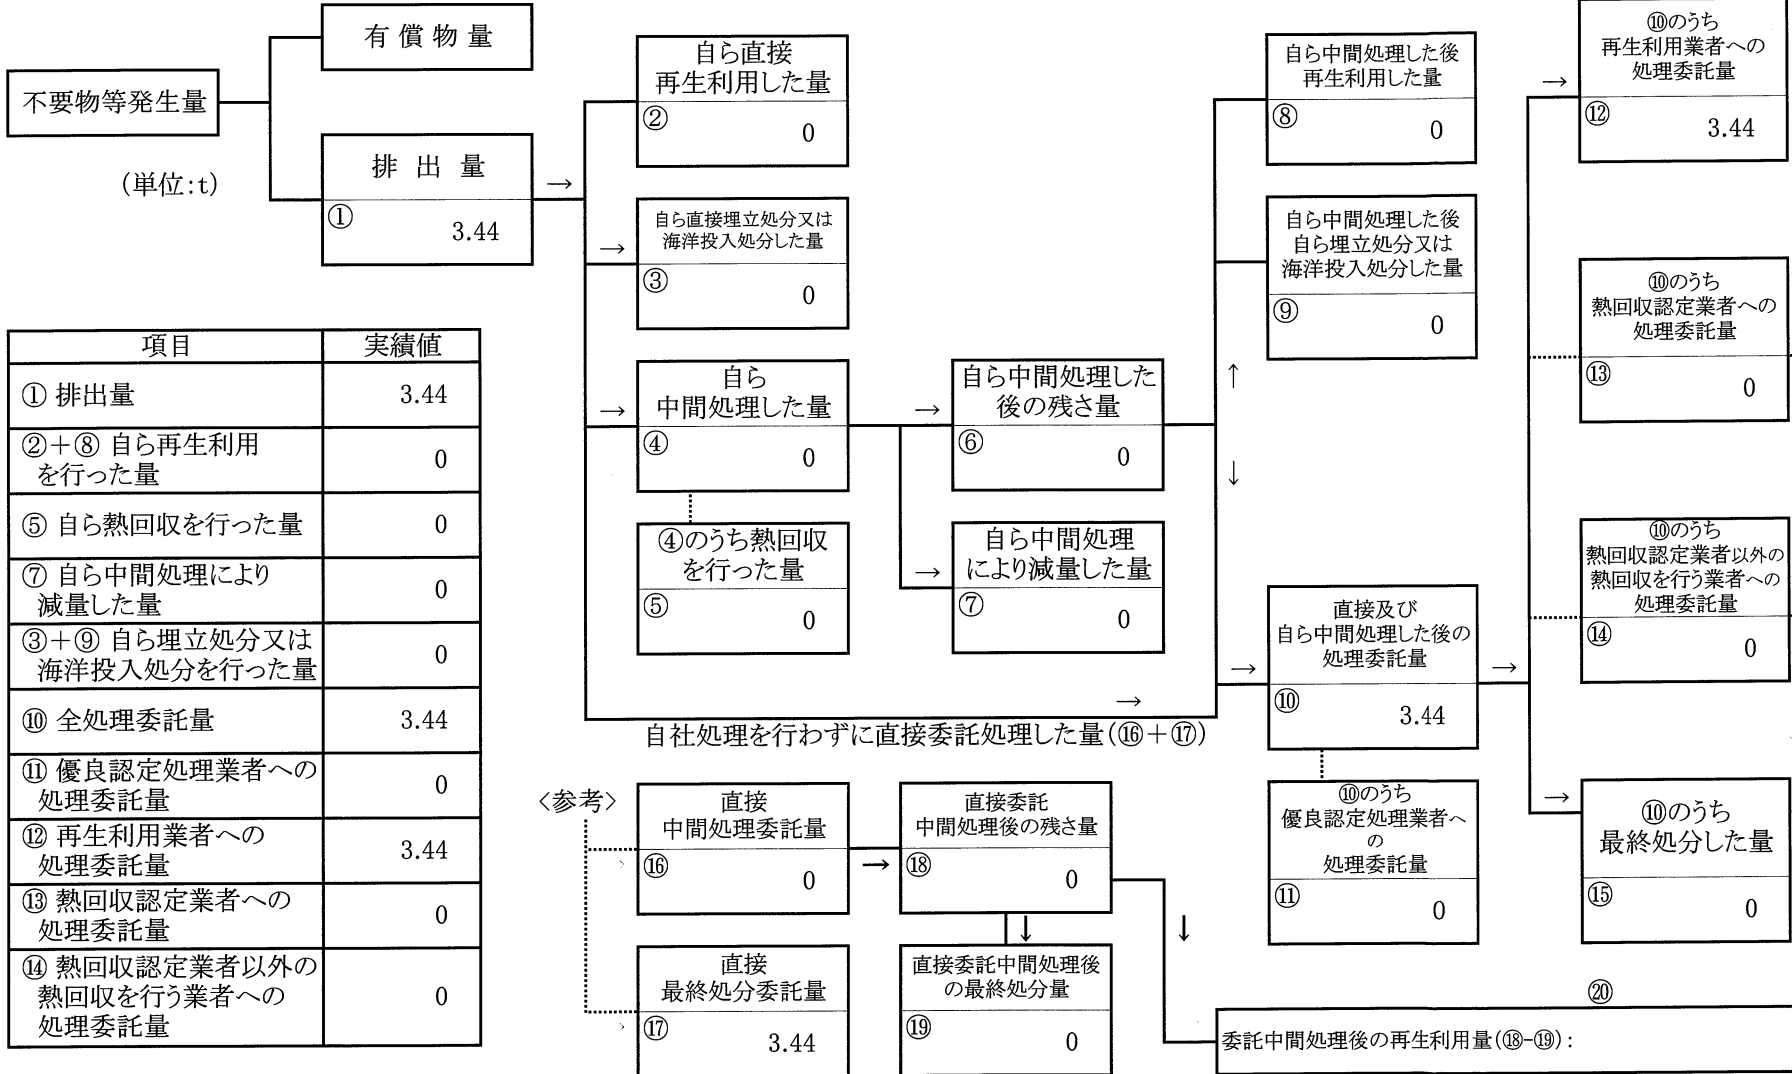 有償物量
不要物等発生量
(単位:t)
排出量
①
3.44
→
自ら直接
再生利用した量
②
0
→
自ら直接埋立処分又は
海洋投入処分した量
③
0
→
自ら
中間処理した量
④
0
④のうち熱回収
を行った量
⑤
0
→
自ら中間処理した
後の残さ量
⑥
0
→
自ら中間処理
により減量した量
⑦
0
自ら中間処理した後
再生利用した量
⑧
0
自ら中間処理した後
自ら埋立処分又は
海洋投入処分した量
⑨
0
↑
↓
→
自社処理を行わずに直接委託処理した量(⑯+⑰)
→
直接及び
自ら中間処理した後の
処理委託量
⑩
3.44
→
⑩のうち
優良認定処理業者へ
の
処理委託量
⑪
0
→
⑩のうち
再生利用業者への
処理委託量
⑫
3.44
⑩のうち
熱回収認定業者への
処理委託量
⑬
0
⑩のうち
熱回収認定業者以外の
熱回収を行う業者への
処理委託量
⑭
0
→
⑩のうち
最終処分した量
⑮
0
項目 実績値
① 排出量 3.44
②+⑧ 自ら再生利用
を行った量 0
⑤ 自ら熱回収を行った量 0
⑦ 自ら中間処理により
減量した量 0
③+⑨ 自ら埋立処分又は
海洋投入処分を行った量 0
⑩ 全処理委託量 3.44
⑪ 優良認定処理業者への
処理委託量 0
⑫ 再生利用業者への
処理委託量 3.44
⑬ 熱回収認定業者への
処理委託量 0
⑭ 熱回収認定業者以外の
熱回収を行う業者への
処理委託量 0
〈参考〉
直接
中間処理委託量
⑯
0
→
直接委託
中間処理後の残さ量
⑱
0
↓
↓
直接
最終処分委託量
⑰
3.44
直接委託中間処理後
の最終処分量
⑲
0
⑳
委託中間処理後の再生利用量(⑱-⑲):